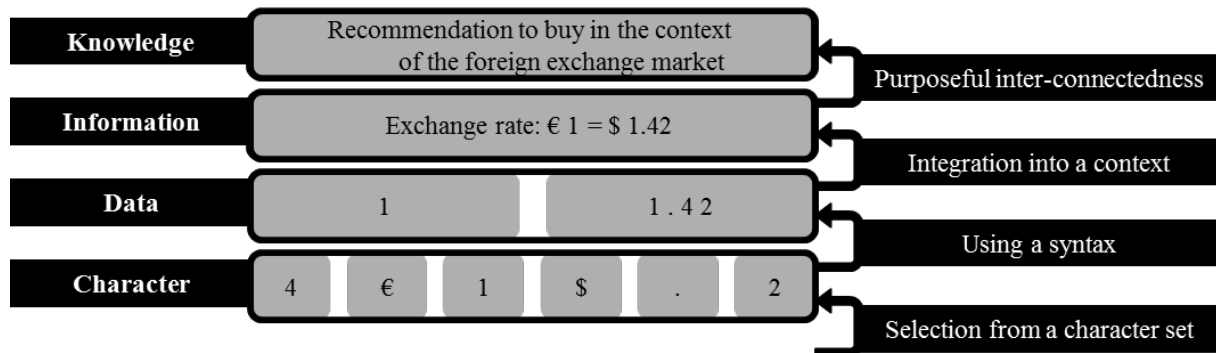 Knowledge
Recommendation to buy in the context
of the foreign exchange market
Purposeful inter-connectedness
Information
Exchange rate: € 1 = $ 1.42
Integration into a context
Data
1
1 . 4 2
Using a syntax
Character
4 € 1 $ . 2
Selection from a character set